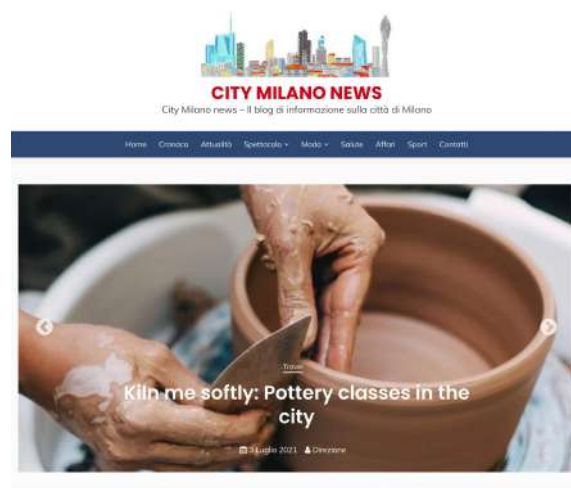 CITY MILANO NEWS
City Milano news – Il blog di informazione sulla città di Milano
Home Cronaca Attualità Spettacolo Moda Salute Affari Sport Contatti
Travel
Kiln me softly: Pottery classes in the
city
3 Luglio 2021 Direzione